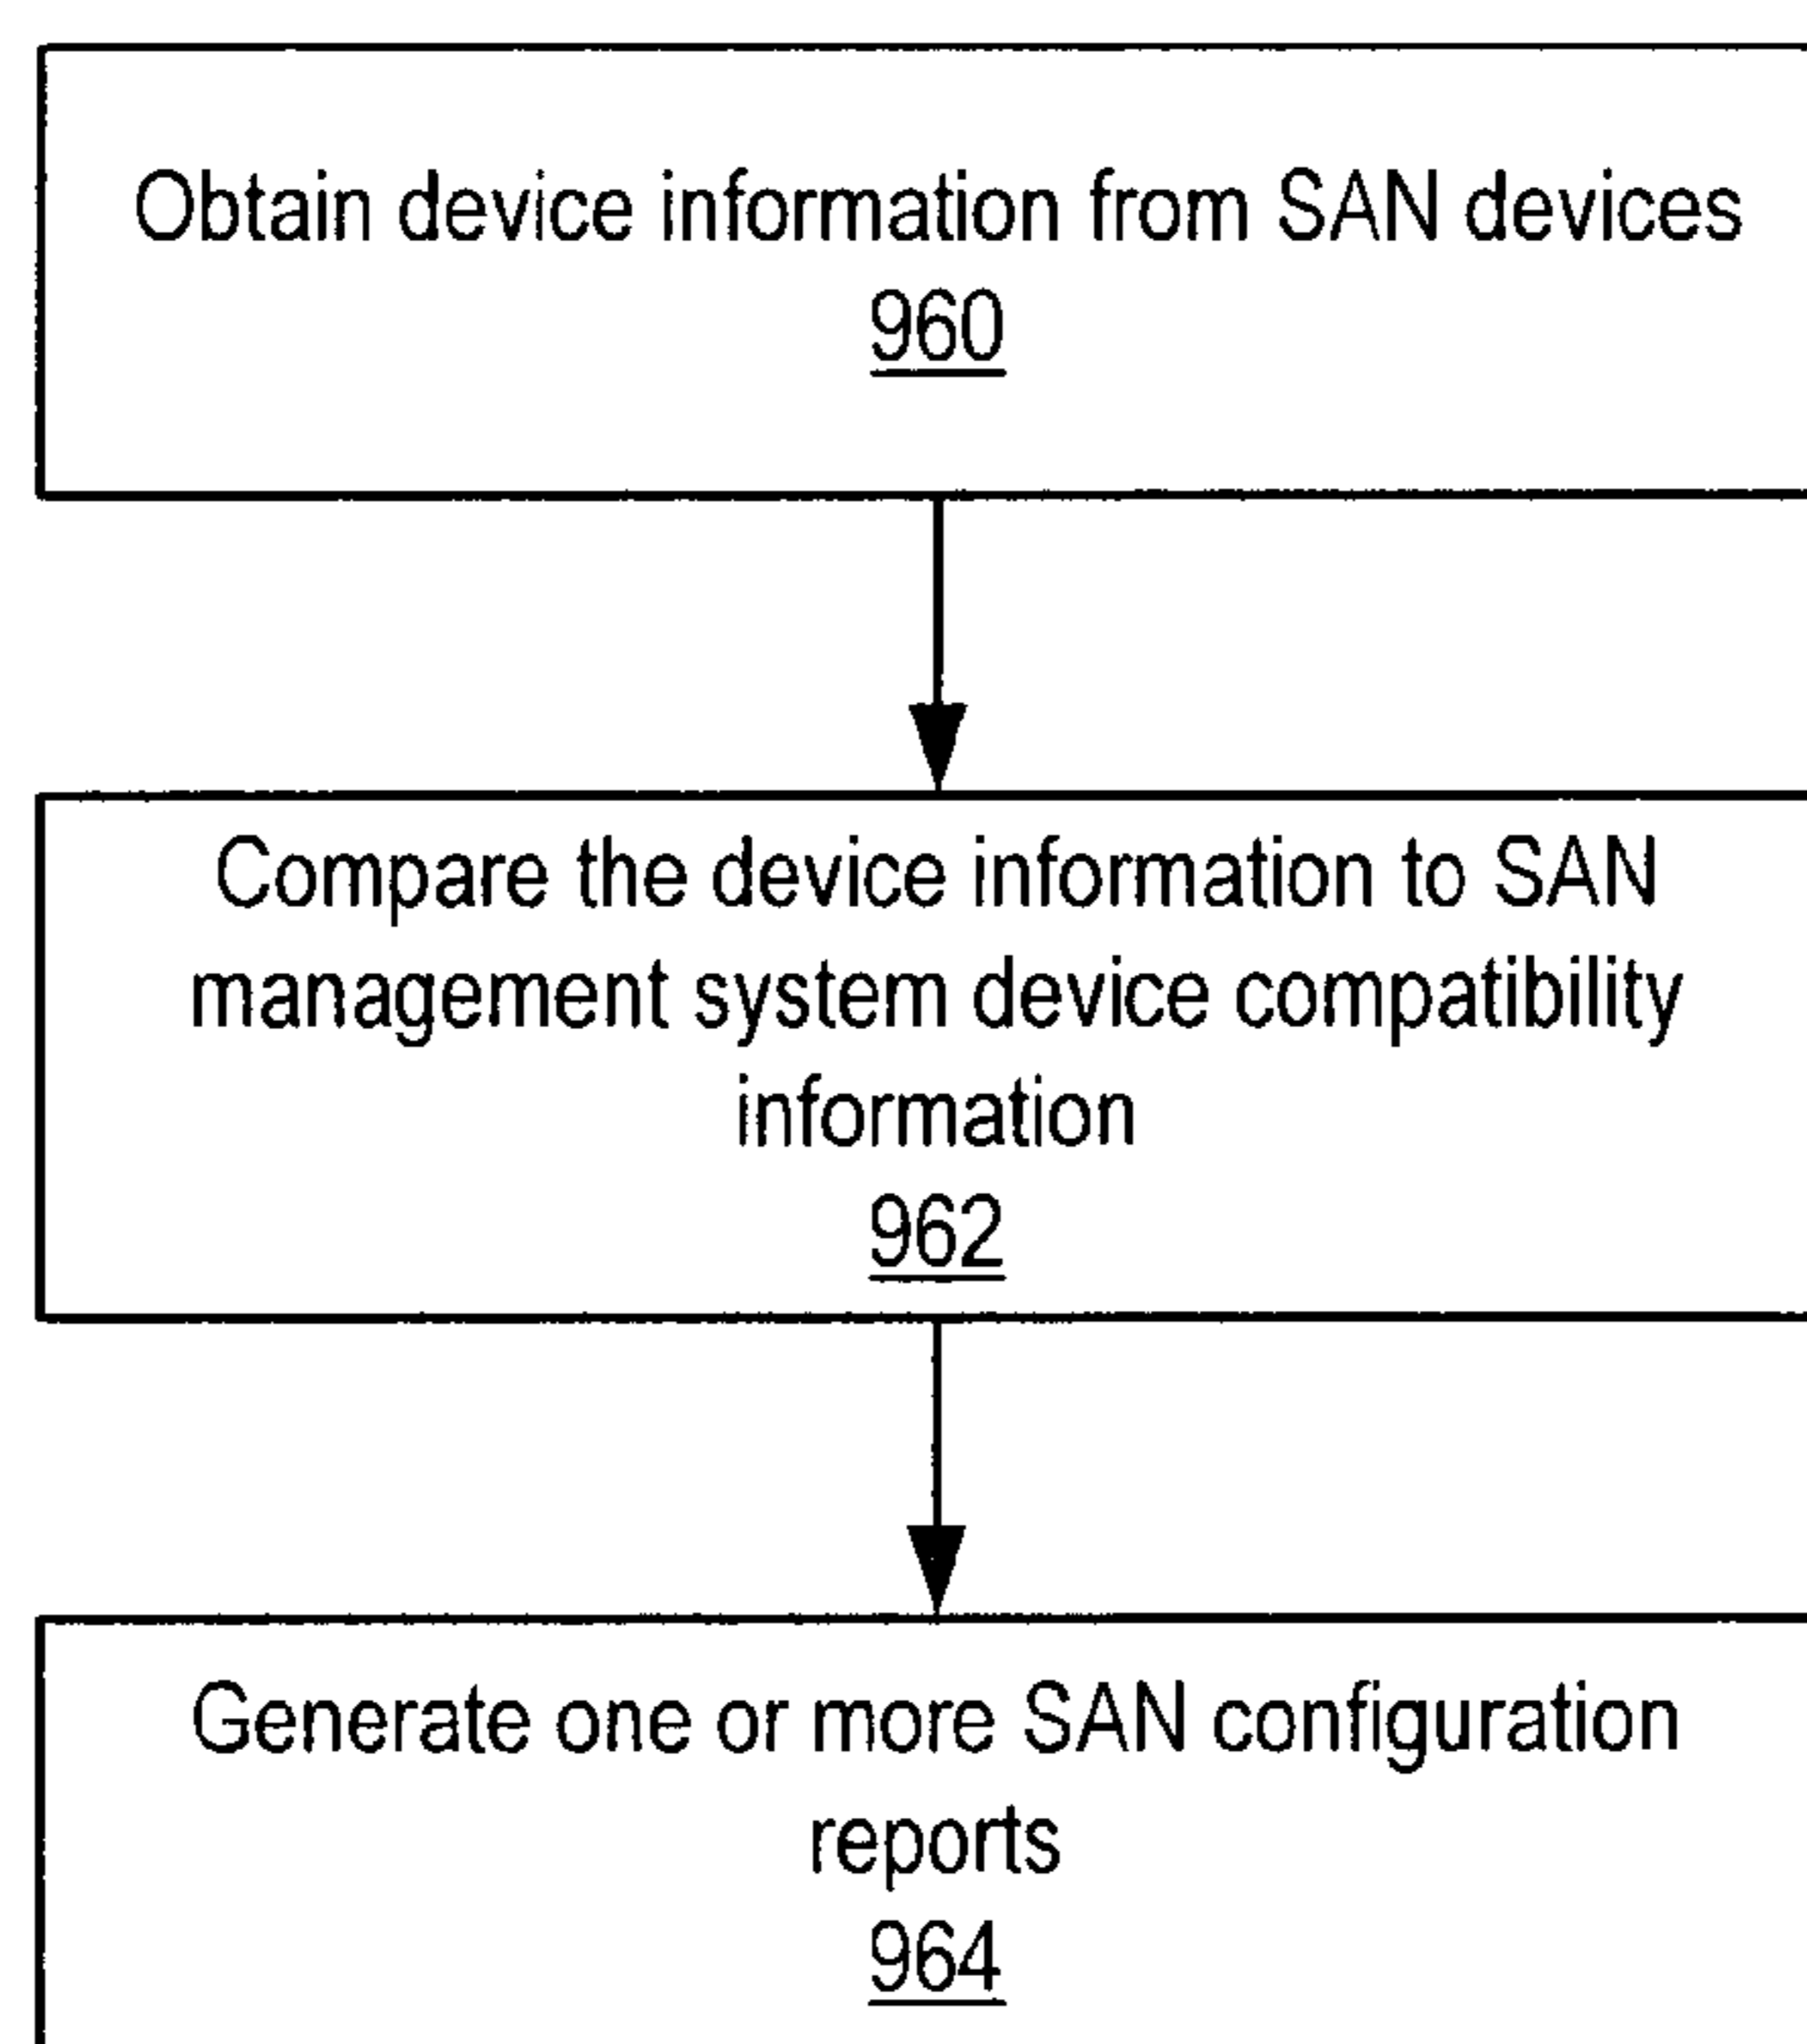 Obtain device information from SAN devices
960
Compare the device information to SAN
management system device compatibility
information
962
Generate one or more SAN configuration
reports
964